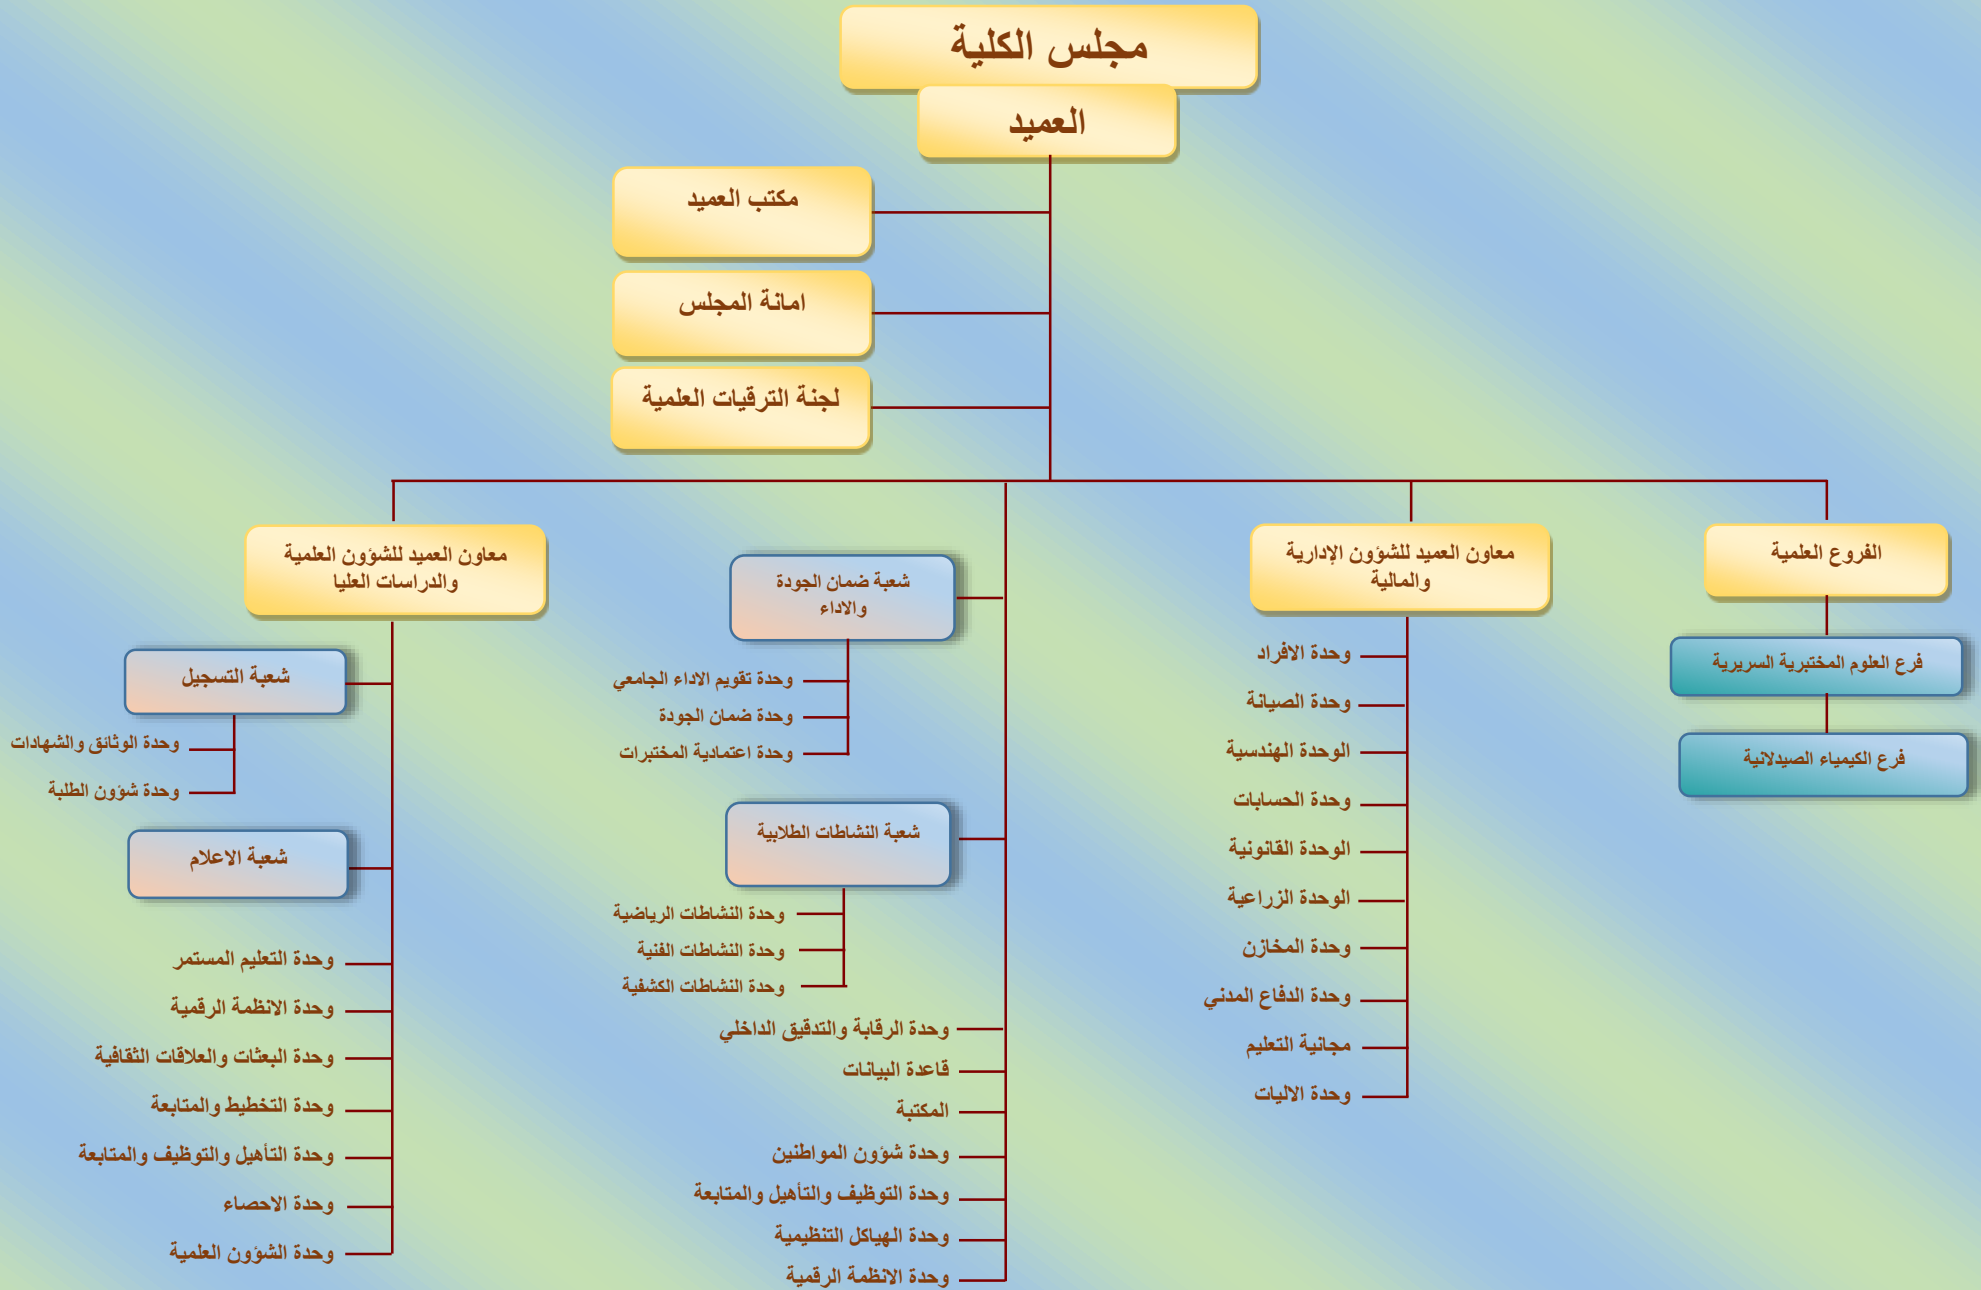 مجلس الكلية
العميد
مكتب العميد
امانة المجلس
لجنة الترقيات العلمية
الفروع العلمية
فرع العلوم المختبرية السريرية
فرع الكيمياء الصيدلانية
معاون العميد للشؤون الإدارية
والمالية
وحدة الافراد
وحدة الصيانة
الوحدة الهندسية
وحدة الحسابات
الوحدة القانونية
الوحدة الزراعية
وحدة المخازن
وحدة الدفاع المدني
مجانية التعليم
وحدة الاليات
شعبة ضمان الجودة
والاداء
وحدة تقويم الاداء الجامعي
وحدة ضمان الجودة
وحدة اعتمادية المختبرات
شعبة النشاطات الطلابية
وحدة النشاطات الرياضية
وحدة النشاطات الفنية
وحدة النشاطات الكشفية
وحدة الرقابة والتدقيق الداخلي
قاعدة البيانات
المكتبة
وحدة شؤون المواطنين
وحدة التوظيف والتأهيل والمتابعة
وحدة الهياكل التنظيمية
وحدة الانظمة الرقمية
معاون العميد للشؤون العلمية
والدراسات العليا
شعبة التسجيل
وحدة الوثائق والشهادات
وحدة شؤون الطلبة
شعبة الاعلام
وحدة التعليم المستمر
وحدة الانظمة الرقمية
وحدة البعثات والعلاقات الثقافية
وحدة التخطيط والمتابعة
وحدة التأهيل والتوظيف والمتابعة
وحدة الاحصاء
وحدة الشؤون العلمية